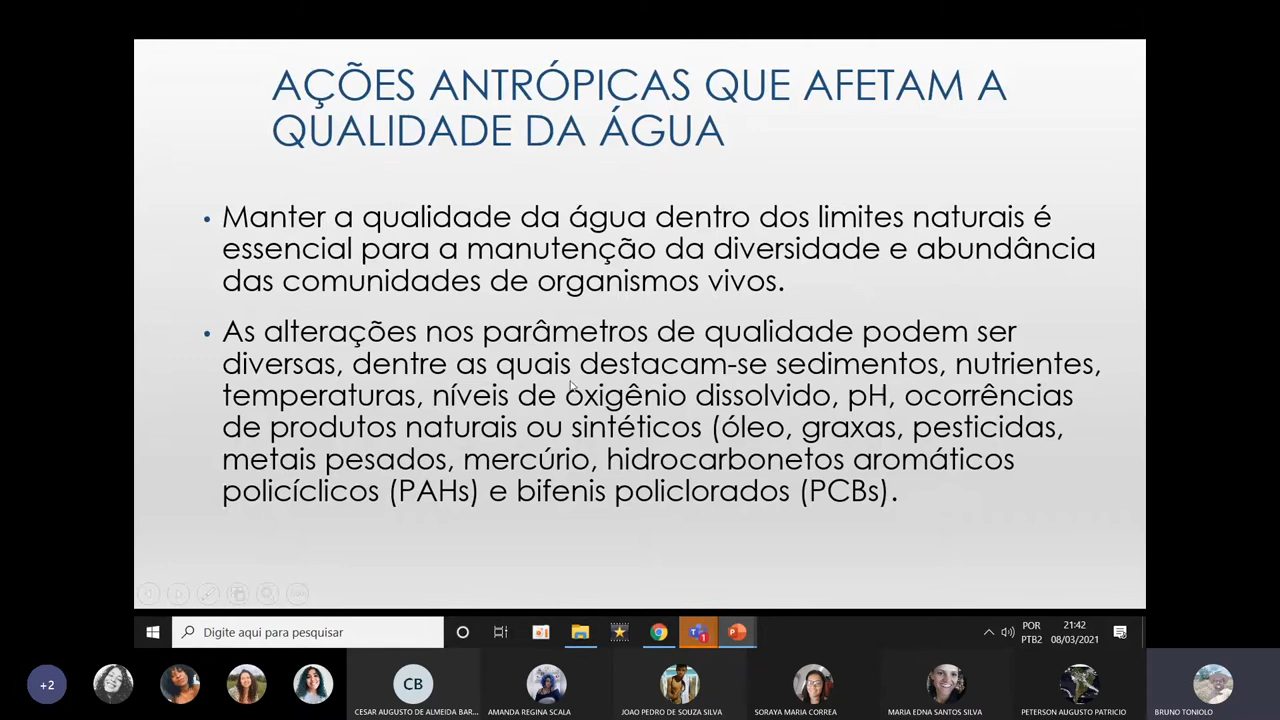 AÇÕES ANTRÓPICAS QUE AFETAM A
QUALIDADE DA ÁGUA
• Manter a qualidade da água dentro dos limites naturais é
essencial para a manutenção da diversidade e abundância
das comunidades de organismos vivos.
• As alterações nos parâmetros de qualidade podem ser
diversas, dentre as quais destacam-se sedimentos, nutrientes,
temperaturas, níveis de oxigênio dissolvido, pH, ocorrências
de produtos naturais ou sintéticos (óleo, graxas, pesticidas,
metais pesados, mercúrio, hidrocarbonetos aromáticos
policíclicos (PAHs) e bifenis policlorados (PCBs).
Digite aqui para pesquisar
1
POR
PTB2
21:42
08/03/2021
+2
CB
CESAR AUGUSTO DE ALMEIDA BAR...
AMANDA REGINA SCALA
JOAO PEDRO DE SOUZA SILVA
SORAYA MARIA CORREA
MARIA EDNA SANTOS SILVA
PETERSON AUGUSTO PATRICIO
BRUNO TONIOLO